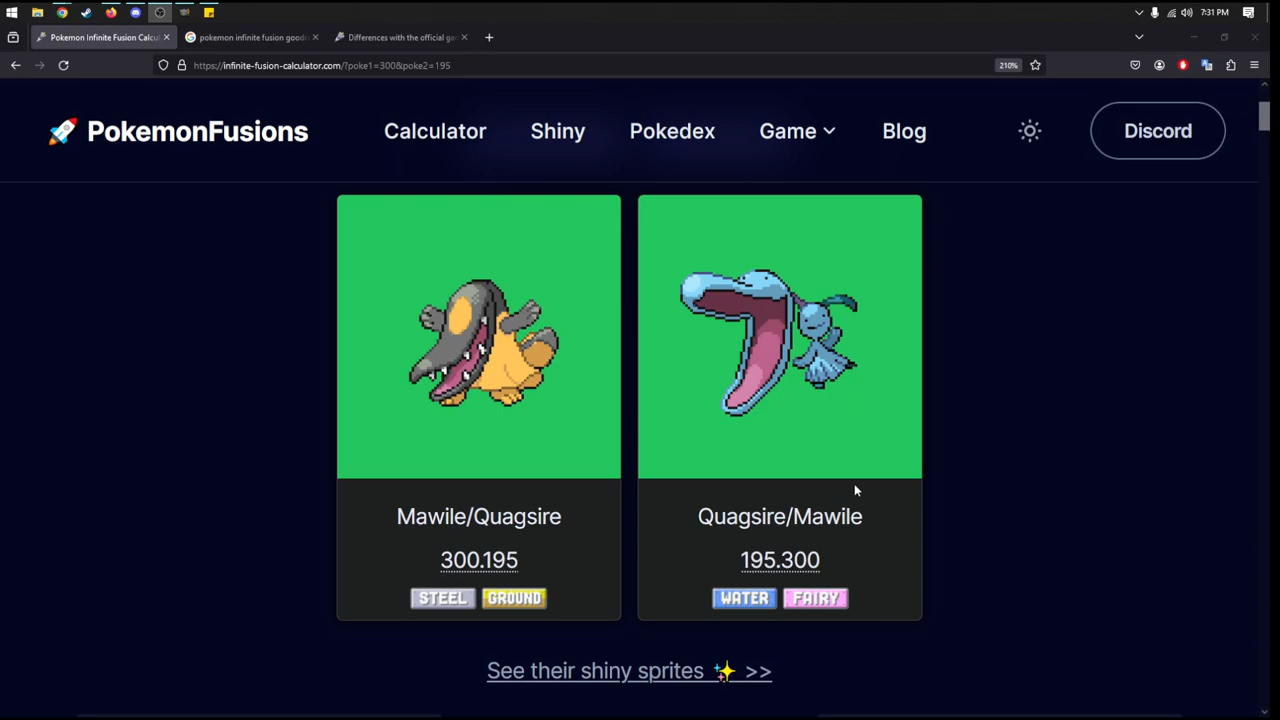 7:31 PM
Pokemon Infinite Fusion Calcul
pokemon infinite fusion goodr
Differences with the official ga
https://infinite-fusion-calculator.com/?poke1=300&poke2=195
210%
PokemonFusions
Calculator
Shiny
Pokedex
Game
Blog
Discord
Mawile/Quagsire
300.195
STEEL GROUND
Quagsire/Mawile
195.300
WATER FAIRY
See their shiny sprites ✨ >>